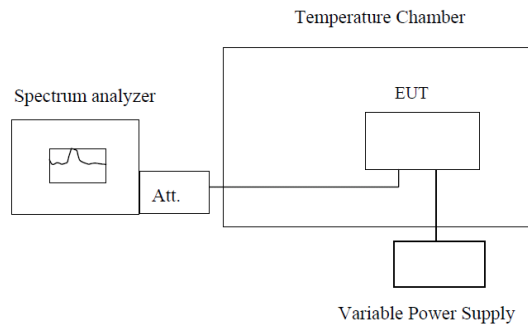 Temperature Chamber
Spectrum analyzer
EUT
Att.
Variable Power Supply